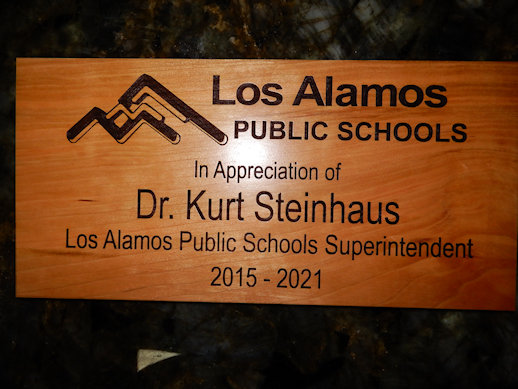 Los Alamos
PUBLIC SCHOOLS
In Appreciation of
Dr. Kurt Steinhaus
Los Alamos Public Schools Superintendent
2015 - 2021